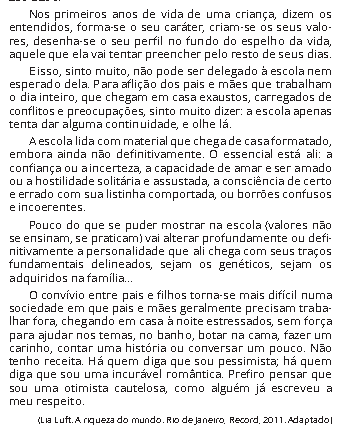 Nos primeiros anos de vida de uma criança, dizem os
entendidos, forma-se o seu caráter, criam-se os seus valo-
res, desenha-se o seu perfil no fundo do espelho da vida,
aquele que ela vai tentar preencher pelo resto de seus dias.
E isso, sinto muito, não pode ser delegado à escola nem
esperado dela. Para aflição dos pais e mães que trabalham
o dia inteiro, que chegam em casa exaustos, carregados de
conflitos e preocupações, sinto muito dizer: a escola apenas
tenta dar alguma continuidade, e olhe lá.
A escola lida com material que chega de casa formatado,
embora ainda não definitivamente. O essencial está ali: a
confiança ou a incerteza, a capacidade de amar e ser amado
ou a hostilidade solitária e assustada, a consciência de certo
e errado com sua listinha comportada, ou borrões confusos
e incoerentes.
Pouco do que se puder mostrar na escola (valores não
se ensinam, se praticam) vai alterar profundamente ou defi-
nitivamente a personalidade que ali chega com seus traços
fundamentais delineados, sejam os genéticos, sejam os
adquiridos na família...
O convívio entre pais e filhos torna-se mais difícil numa
sociedade em que pais e mães geralmente precisam traba-
lhar fora, chegando em casa à noite estressados, sem força
para ajudar nos temas, no banho, botar na cama, fazer um
carinho, contar uma história ou conversar um pouco. Não
tenho receita. Há quem diga que sou pessimista; há quem
diga que sou uma incurável romântica. Prefiro pensar que
sou uma otimista cautelosa, como alguém já escreveu a
meu respeito.
(Lia Luft. A riqueza do mundo. Rio de Janeiro, Record, 2011. Adaptado)